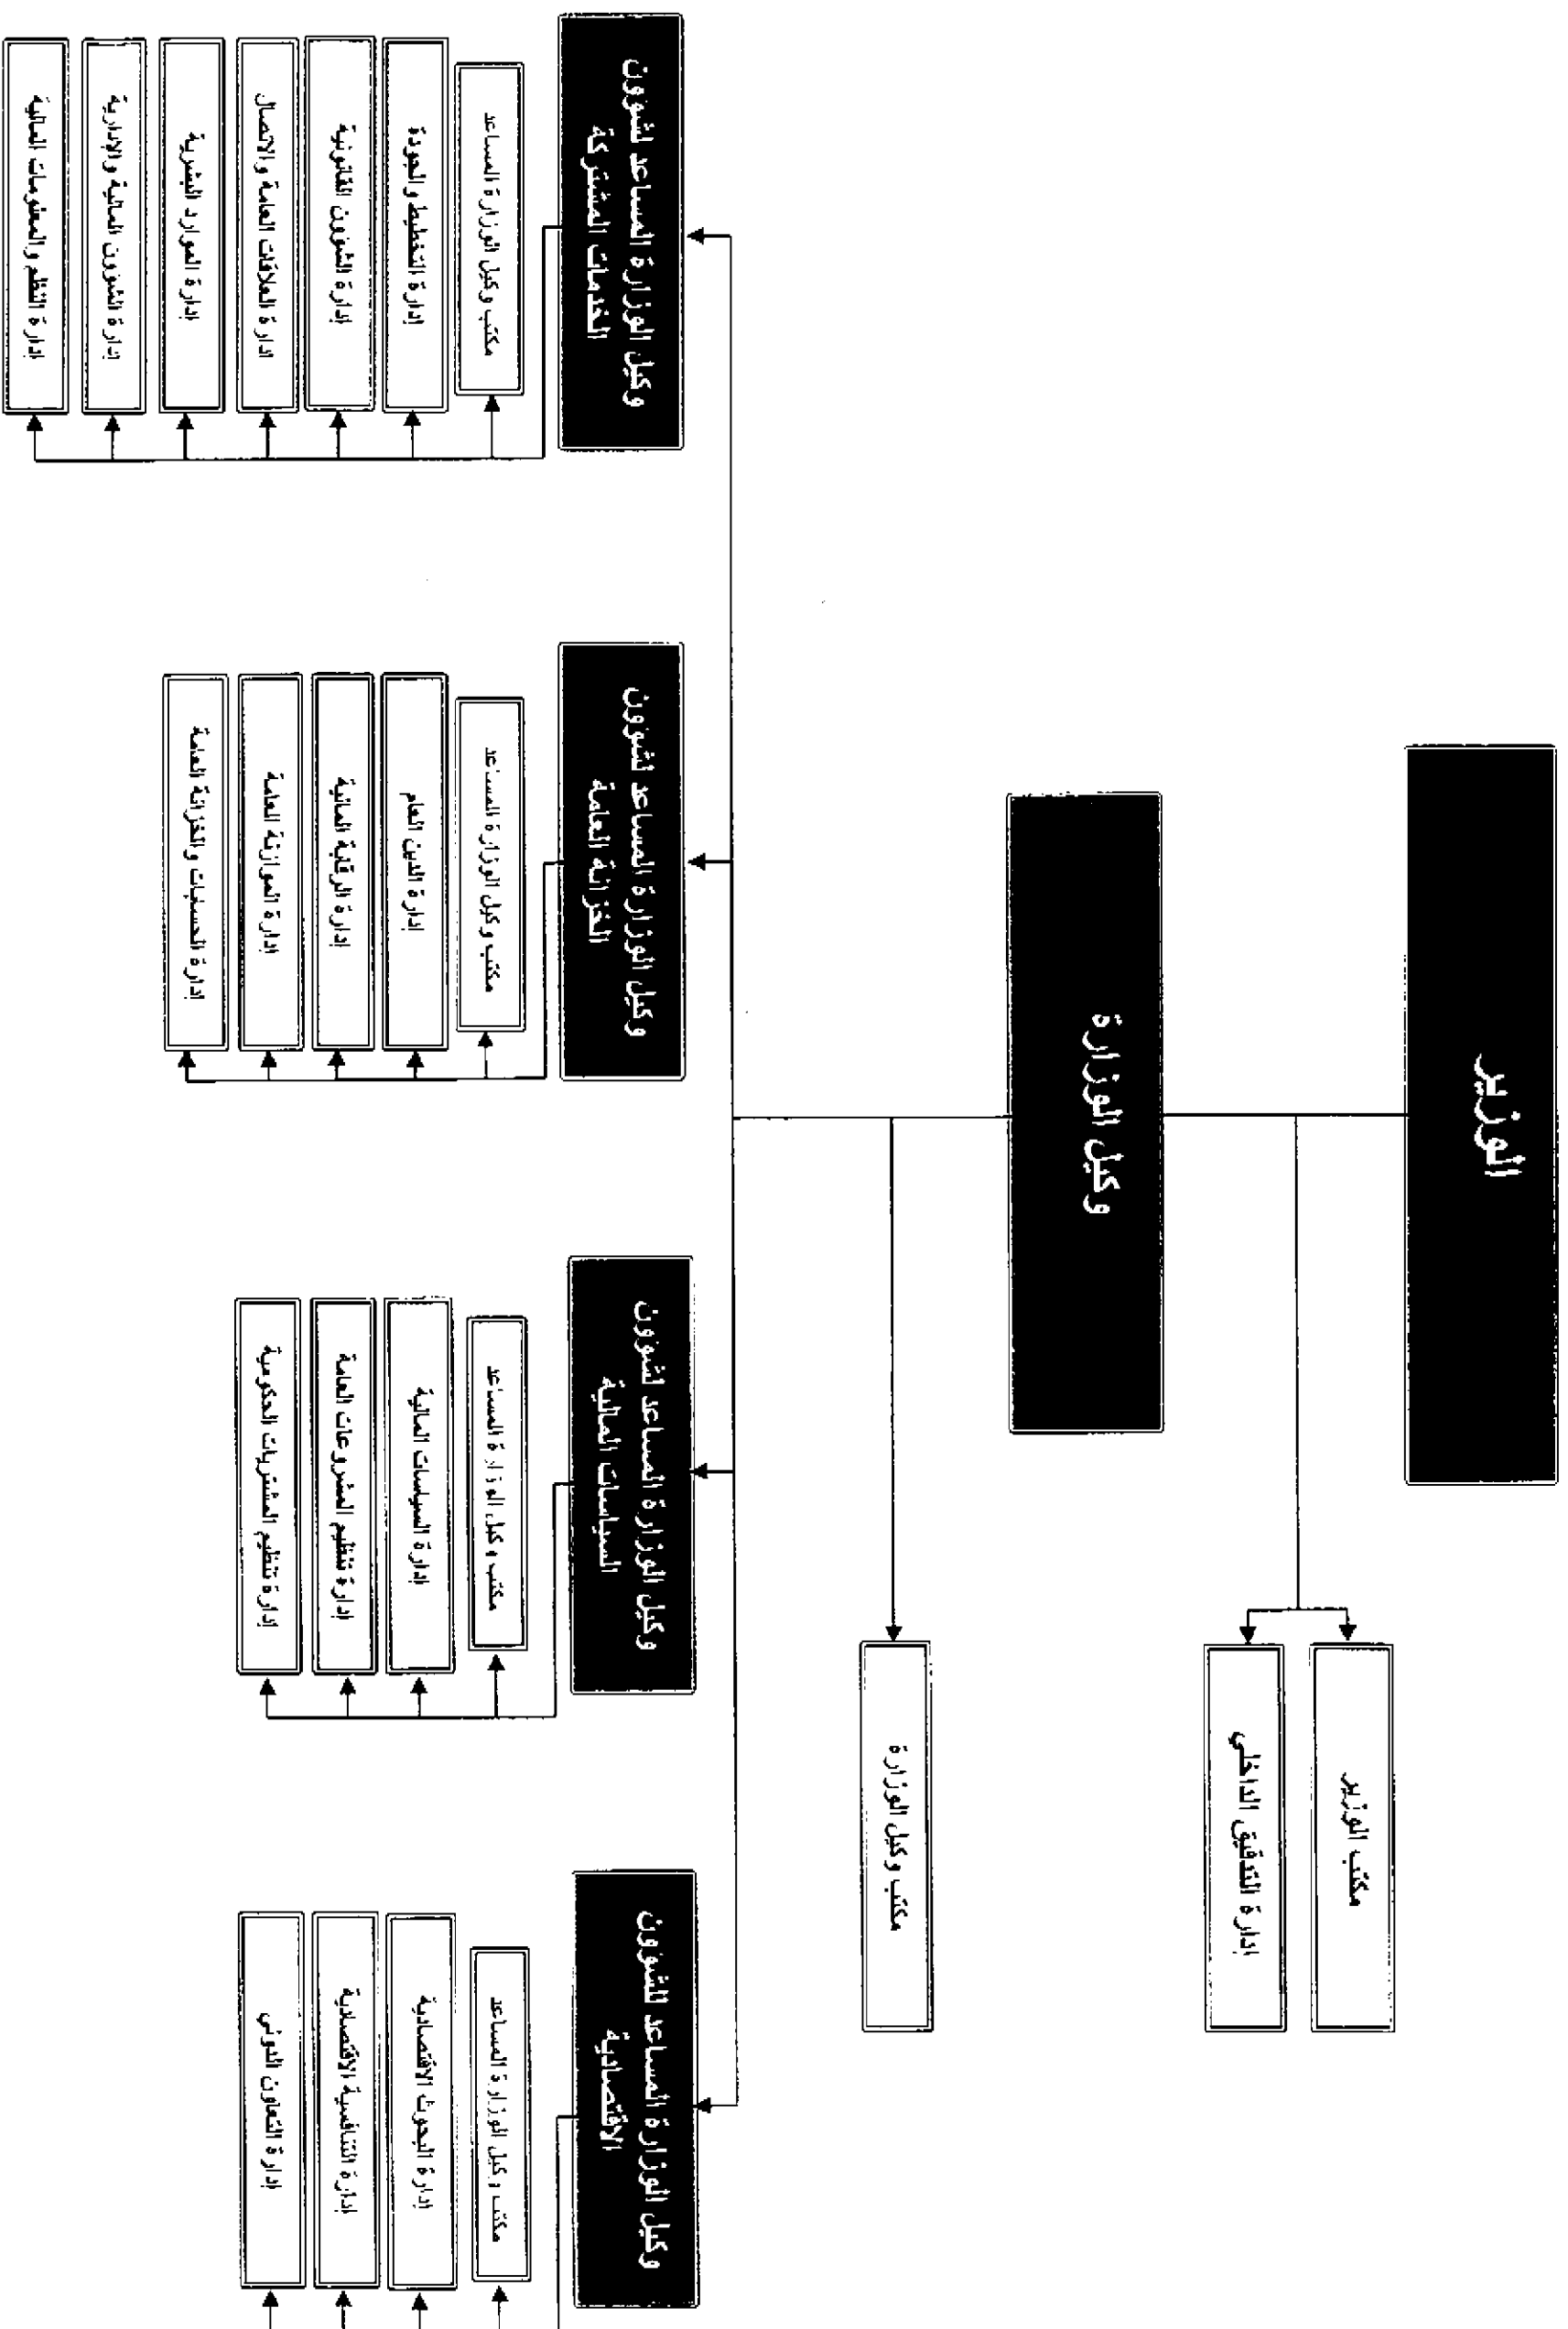 الوزير
مكتب الوزير
إدارة التدقيق الداخلي
وكيل الوزارة
مكتب وكيل الوزارة
وكيل الوزارة المساعد للشؤون
الاقتصادية
مكتب وكيل الوزارة المساعد
إدارة البحوث الاقتصادية
إدارة التنافسية الاقتصادية
إدارة التعاون الدولي
وكيل الوزارة المساعد لشؤون
السياسات المالية
مكتب وكيل الوزارة المساعد
إدارة السياسات المالية
إدارة تنظيم المشروعات العامة
إدارة تنظيم المشتريات الحكومية
وكيل الوزارة المساعد لشؤون
الخزانة العامة
مكتب وكيل الوزارة المساعد
إدارة الدين العام
إدارة الرقابة المالية
إدارة الموازنة العامة
إدارة الحسابات والخزانة العامة
وكيل الوزارة المساعد لشؤون
الخدمات المشتركة
مكتب وكيل الوزارة المساعد
إدارة التخطيط والجودة
إدارة الشؤون القانونية
إدارة العلاقات العامة والاتصال
إدارة الموارد البشرية
إدارة الشؤون المالية والإدارية
إدارة النظم والمعلومات المالية